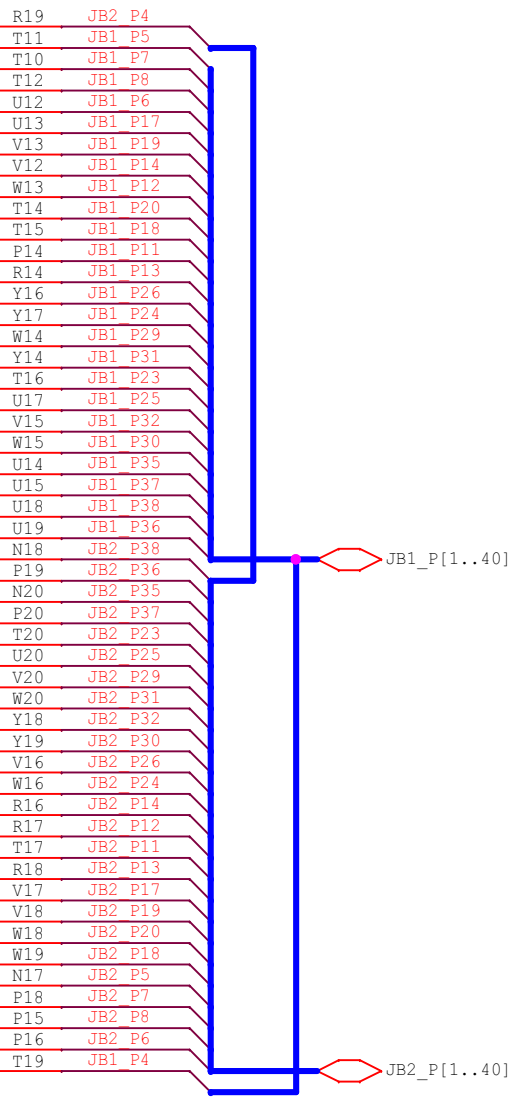 R19 JB2_P4
T11 JB1_P5
T10 JB1_P7
T12 JB1_P8
U12 JB1_P6
U13 JB1_P17
V13 JB1_P19
V12 JB1_P14
W13 JB1_P12
T14 JB1_P20
T15 JB1_P18
P14 JB1_P11
R14 JB1_P13
Y16 JB1_P26
Y17 JB1_P24
W14 JB1_P29
Y14 JB1_P31
T16 JB1_P23
U17 JB1_P25
V15 JB1_P32
W15 JB1_P30
U14 JB1_P35
U15 JB1_P37
U18 JB1_P38
U19 JB1_P36
N18 JB2_P38
JB1_P[1..40]
P19 JB2_P36
N20 JB2_P35
P20 JB2_P37
T20 JB2_P23
U20 JB2_P25
V20 JB2_P29
W20 JB2_P31
Y18 JB2_P32
Y19 JB2_P30
V16 JB2_P26
W16 JB2_P24
R16 JB2_P14
R17 JB2_P12
T17 JB2_P11
R18 JB2_P13
V17 JB2_P17
V18 JB2_P19
W18 JB2_P20
W19 JB2_P18
N17 JB2_P5
P18 JB2_P7
P15 JB2_P8
P16 JB2_P6
T19 JB1_P4
JB2_P[1..40]